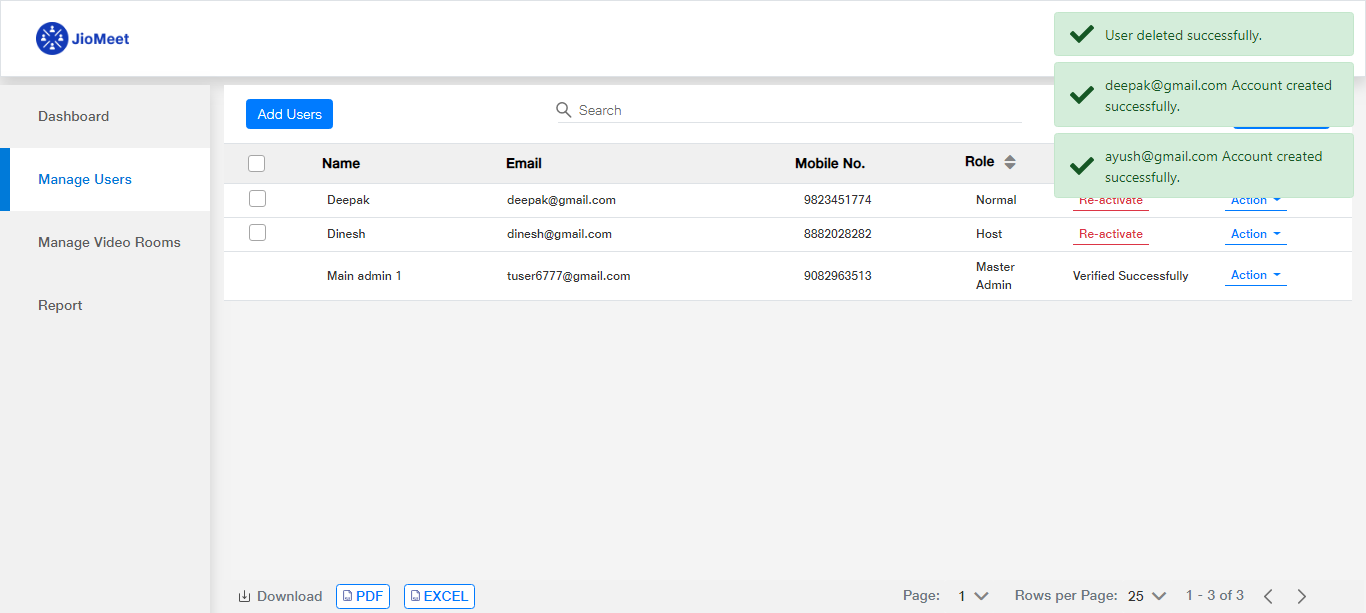 JioMeet
User deleted successfully.
deepak@gmail.com Account created
successfully.
ayush@gmail.com Account created
successfully.
Dashboard
Manage Users
Manage Video Rooms
Report
Add Users
Search
Name Email Mobile No. Role
Deepak deepak@gmail.com 9823451774 Normal Re-activate Action
Dinesh dinesh@gmail.com 8882028282 Host Re-activate Action
Main admin 1 tuser6777@gmail.com 9082963513 Master
Admin Verified Successfully Action
Download PDF EXCEL Page: 1 Rows per Page: 25 1 - 3 of 3